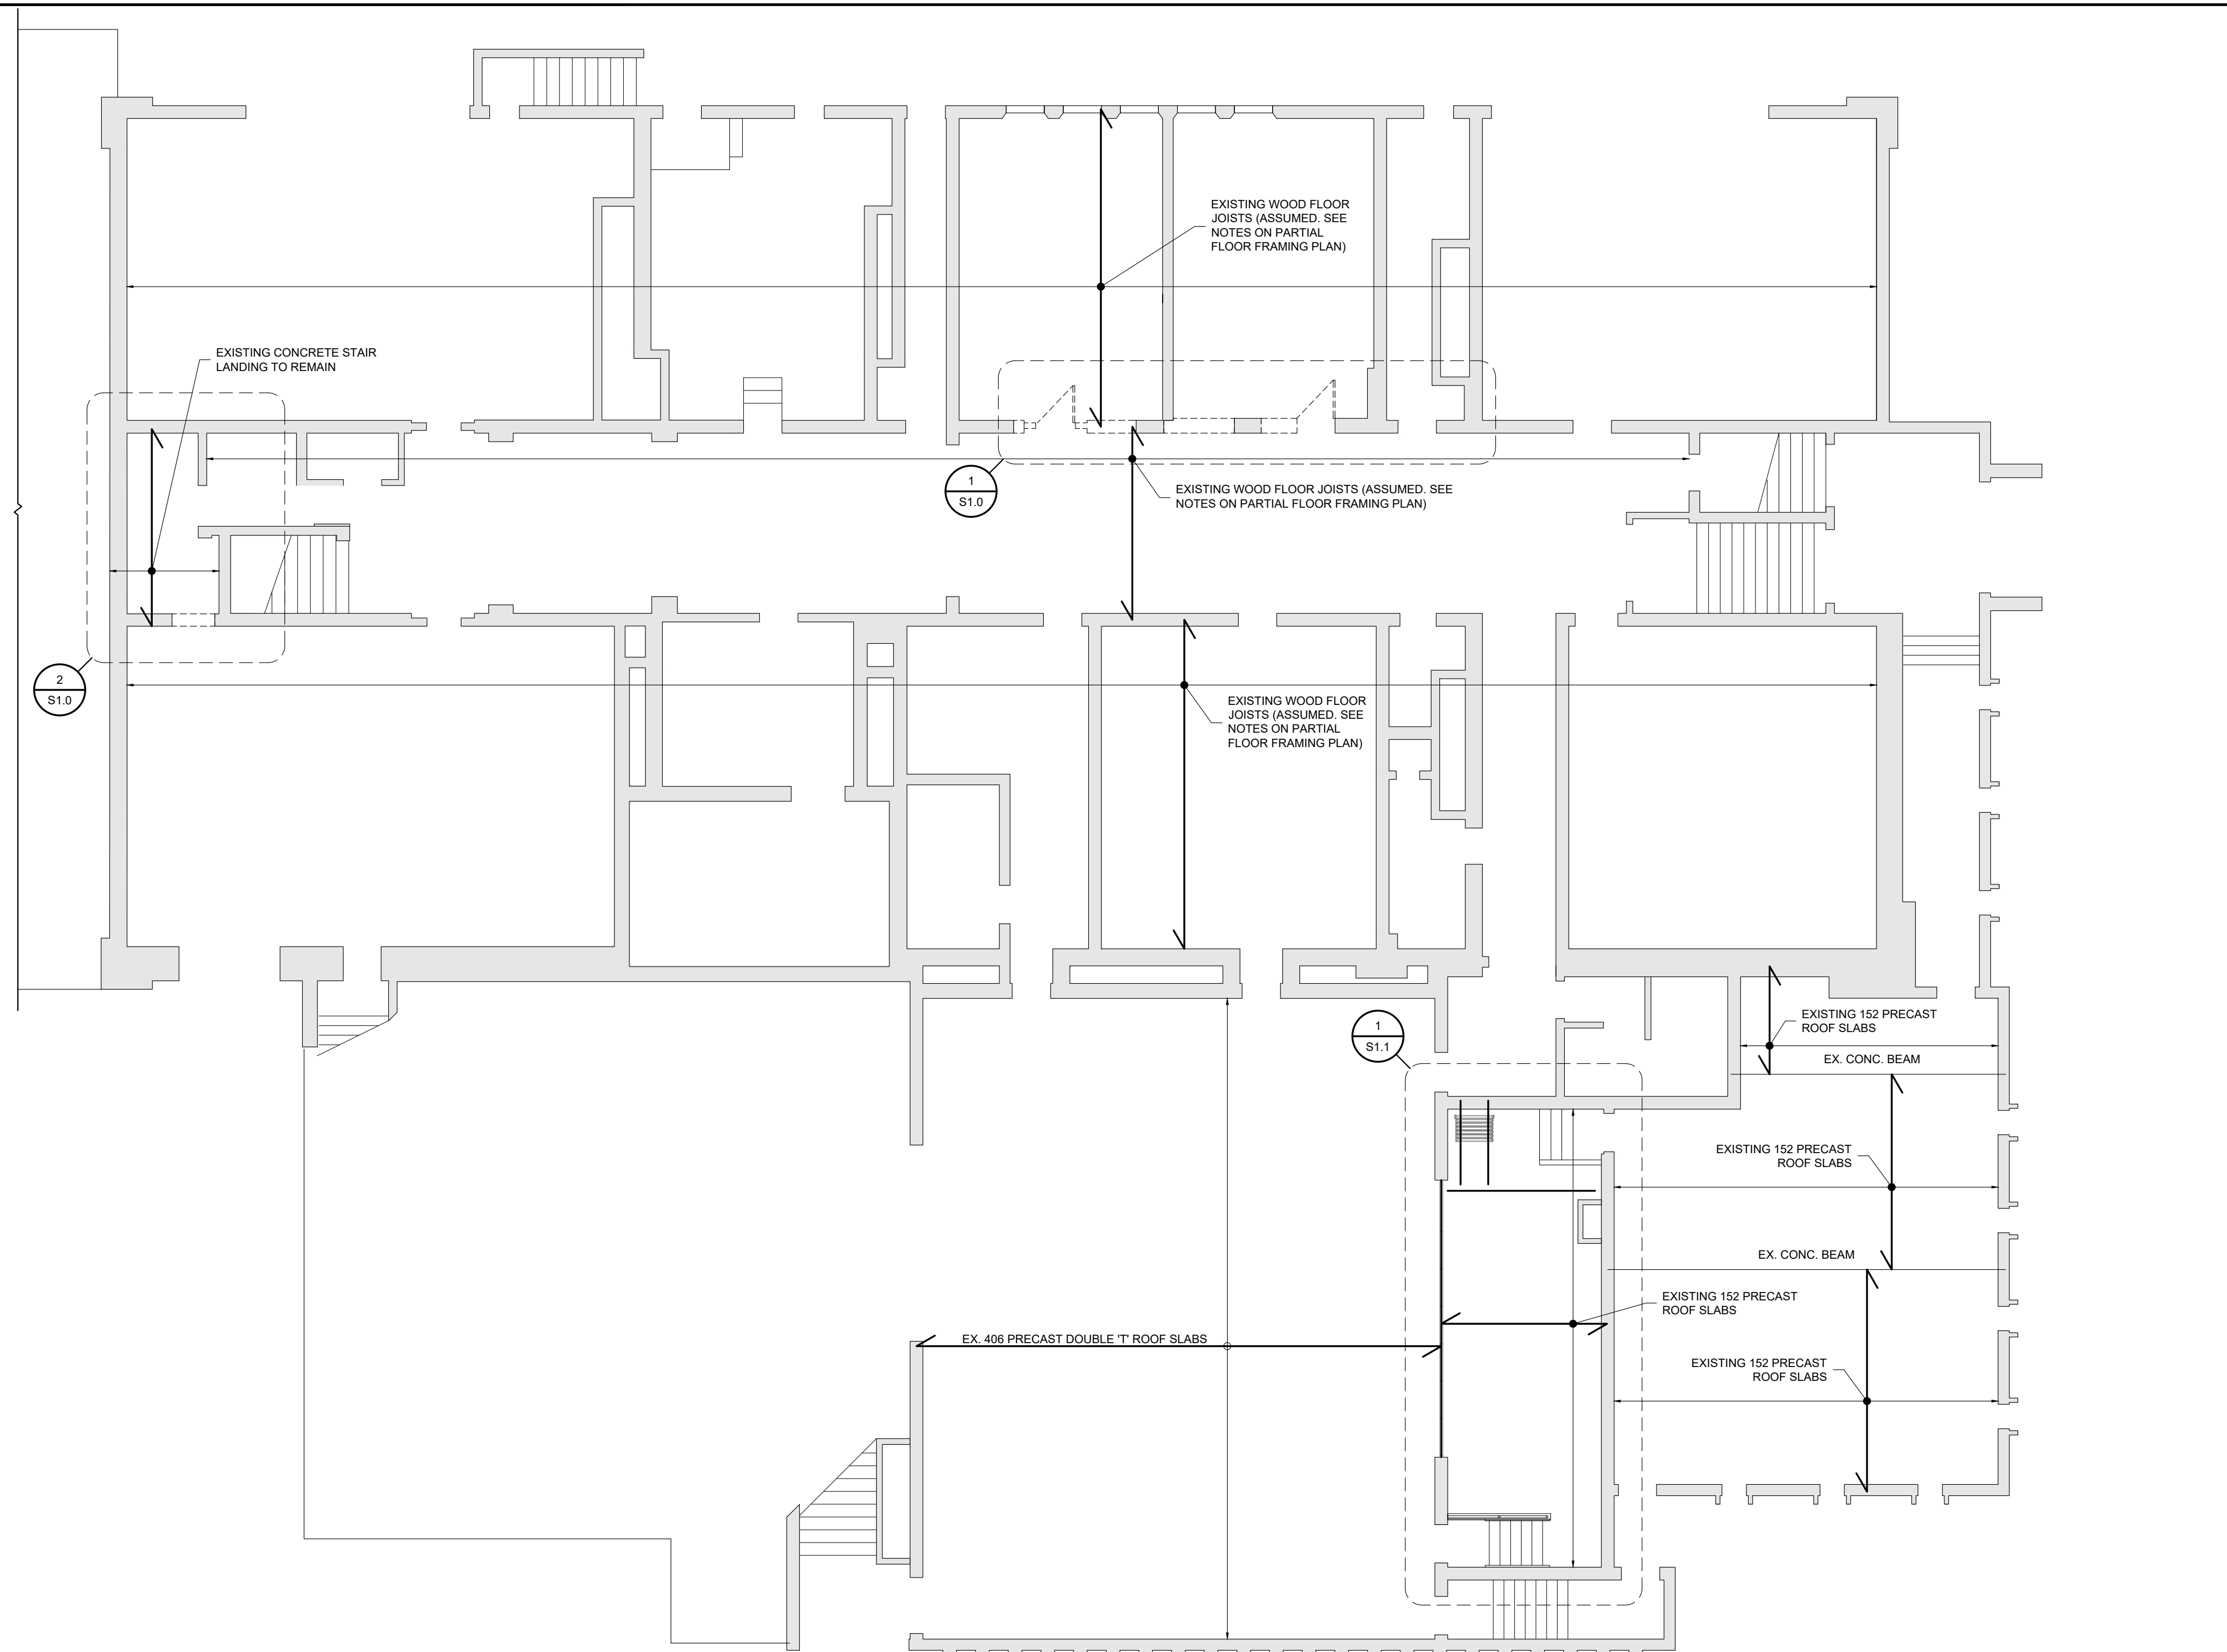 EXISTING WOOD FLOOR
JOISTS (ASSUMED. SEE
NOTES ON PARTIAL
FLOOR FRAMING PLAN)
EXISTING CONCRETE STAIR
LANDING TO REMAIN
1
S1.0
EXISTING WOOD FLOOR JOISTS (ASSUMED. SEE
NOTES ON PARTIAL FLOOR FRAMING PLAN)
2
S1.0
EXISTING WOOD FLOOR
JOISTS (ASSUMED. SEE
NOTES ON PARTIAL
FLOOR FRAMING PLAN)
1
S1.1
EXISTING 152 PRECAST
ROOF SLABS
EX. CONC. BEAM
EXISTING 152 PRECAST
ROOF SLABS
EX. CONC. BEAM
EXISTING 152 PRECAST
ROOF SLABS
EX. 406 PRECAST DOUBLE 'T' ROOF SLABS
EXISTING 152 PRECAST
ROOF SLABS